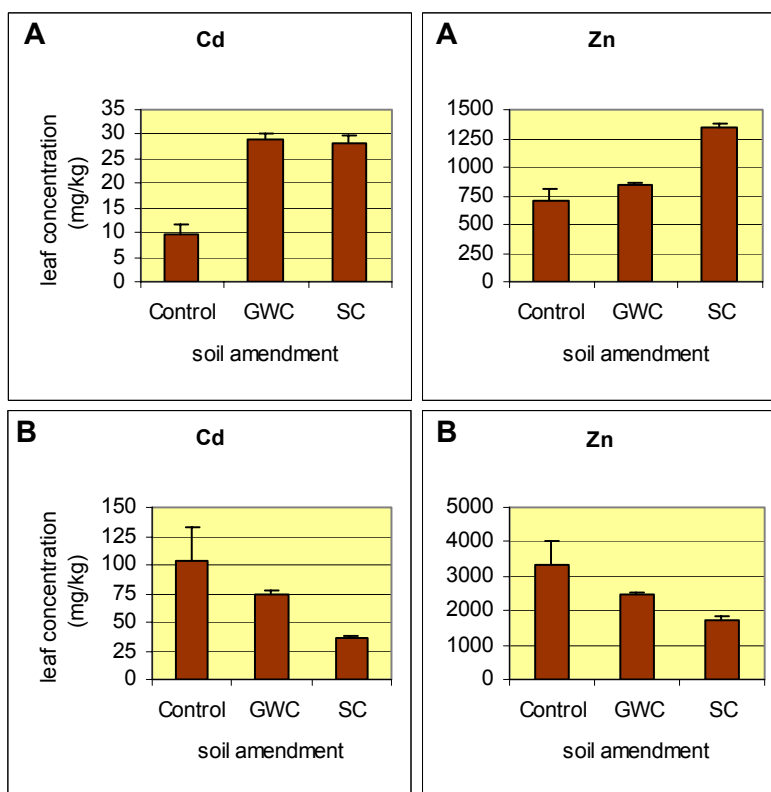 A
Cd
leaf concentration
(mg/kg)
35
30
25
20
15
10
5
0
Control GWC SC
soil amendment
A
Zn
1500
1250
1000
750
500
250
0
Control GWC SC
soil amendment
B
Cd
leaf concentration
(mg/kg)
150
125
100
75
50
25
0
Control GWC SC
soil amendment
B
Zn
5000
4000
3000
2000
1000
0
Control GWC SC
soil amendment